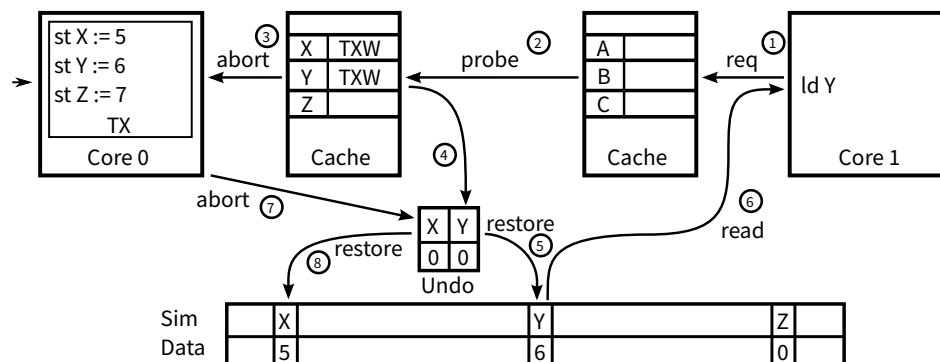 st X := 5
st Y := 6
st Z := 7
TX
Core 0
③
abort
X TXW
Y TXW
Z
Cache
②
probe
A
B
C
Cache
①
req
ld Y
Core 1
④
abort ⑦
X Y
0 0
Undo
restore
⑤
⑥
read
restore
⑧
Sim X Y Z
Data 5 6 0